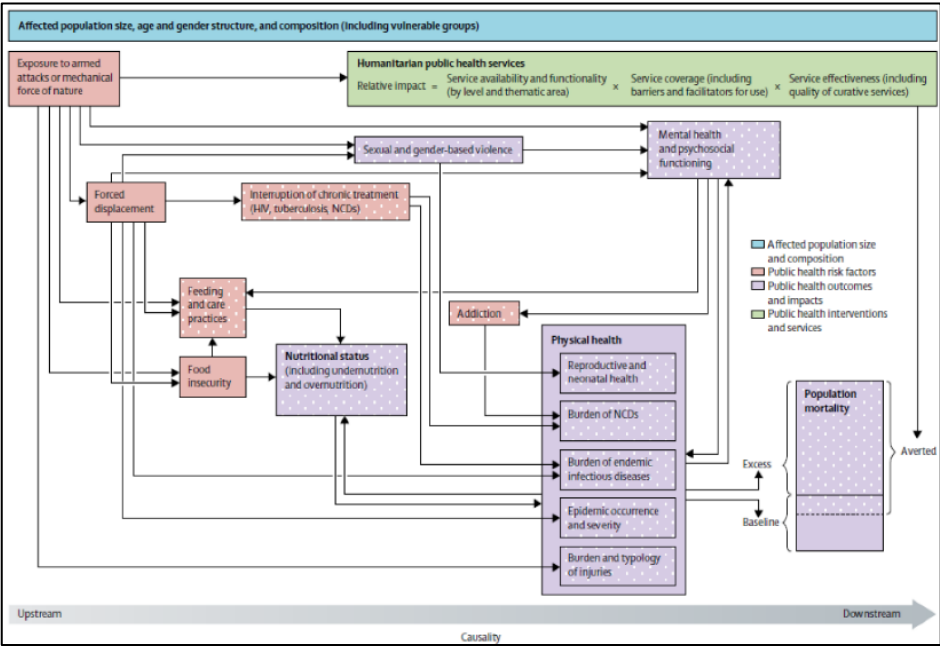 Affected population size, age and gender structure, and composition (including vulnerable groups)
Exposure to armed
attacks or mechanical
force of nature
Humanitarian public health services
Relative impact = Service availability and functionality
(by level and thematic area)
× Service coverage (including
barriers and facilitators for use)
× Service effectiveness (including
quality of curative services)
Sexual and gender-based violence
Mental health
and psychosocial
functioning
Forced
displacement
Interruption of chronic treatment
(HIV, tuberculosis, NCDs)
Affected population size
and composition
Public health risk factors
Public health outcomes
and impacts
Public health interventions
and services
Feeding
and care
practices
Addiction
Food
insecurity
Nutritional status
(including undernutrition
and overnutrition)
Physical health
Reproductive and
neonatal health
Burden of NCDs
Burden of endemic
infectious diseases
Epidemic occurrence
and severity
Burden and typology
of injuries
Population
mortality
Excess
Baseline
Averted
Upstream
Downstream
Causality